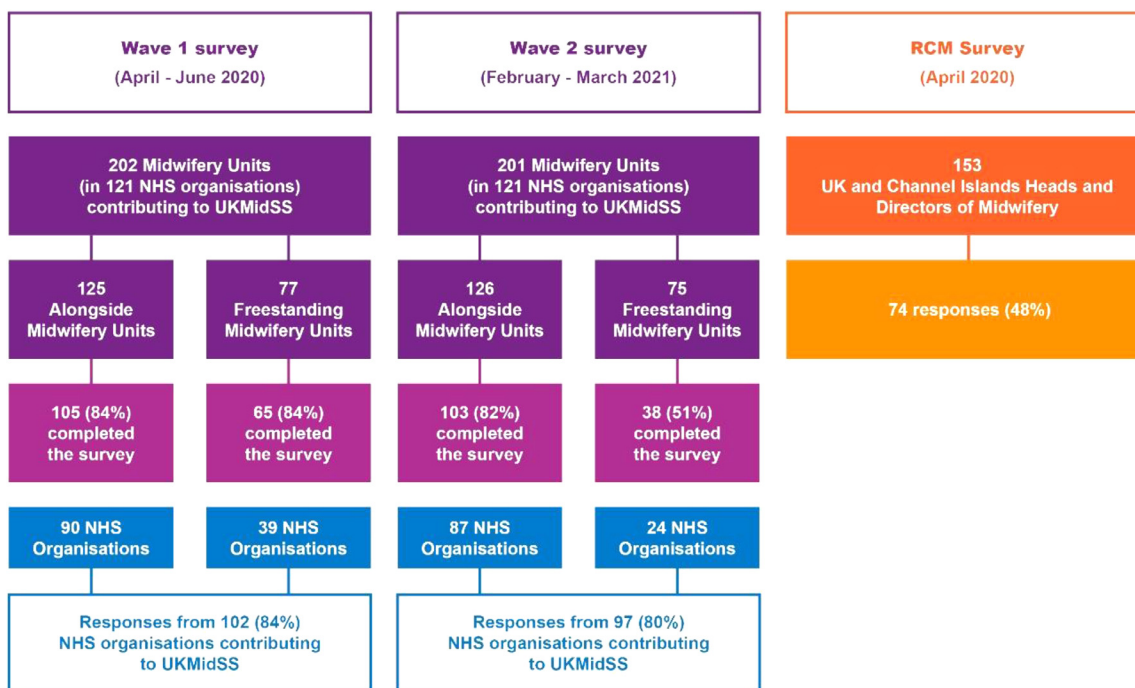 Wave 1 survey
(April - June 2020)
202 Midwifery Units
(in 121 NHS organisations)
contributing to UKMidSS
125
Alongside
Midwifery Units
77
Freestanding
Midwifery Units
105 (84%)
completed
the survey
65 (84%)
completed
the survey
90 NHS
Organisations
39 NHS
Organisations
Responses from 102 (84%)
NHS organisations contributing
to UKMidSS
Wave 2 survey
(February - March 2021)
201 Midwifery Units
(in 121 NHS organisations)
contributing to UKMidSS
126
Alongside
Midwifery Units
75
Freestanding
Midwifery Units
103 (82%)
completed
the survey
38 (51%)
completed
the survey
87 NHS
Organisations
24 NHS
Organisations
Responses from 97 (80%)
NHS organisations contributing
to UKMidSS
RCM Survey
(April 2020)
153
UK and Channel Islands Heads and
Directors of Midwifery
74 responses (48%)